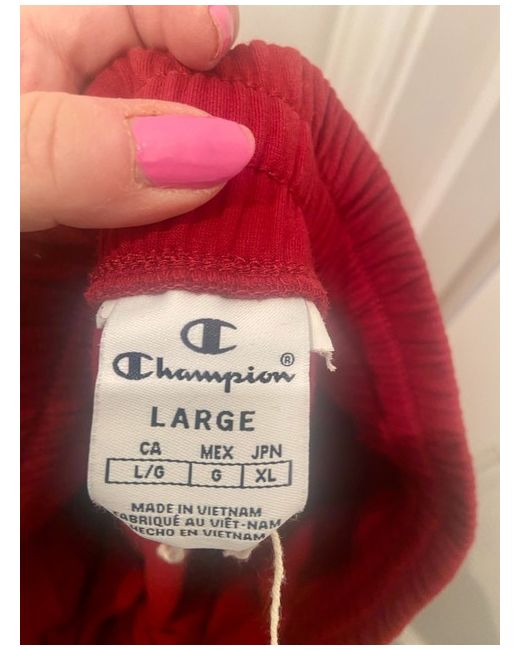 Champion®
LARGE
CA MEX JPN
L/G G XL
MADE IN VIETNAM
FABRIQUÉ AU VIÊT-NAM
HECHO EN VIETNAM